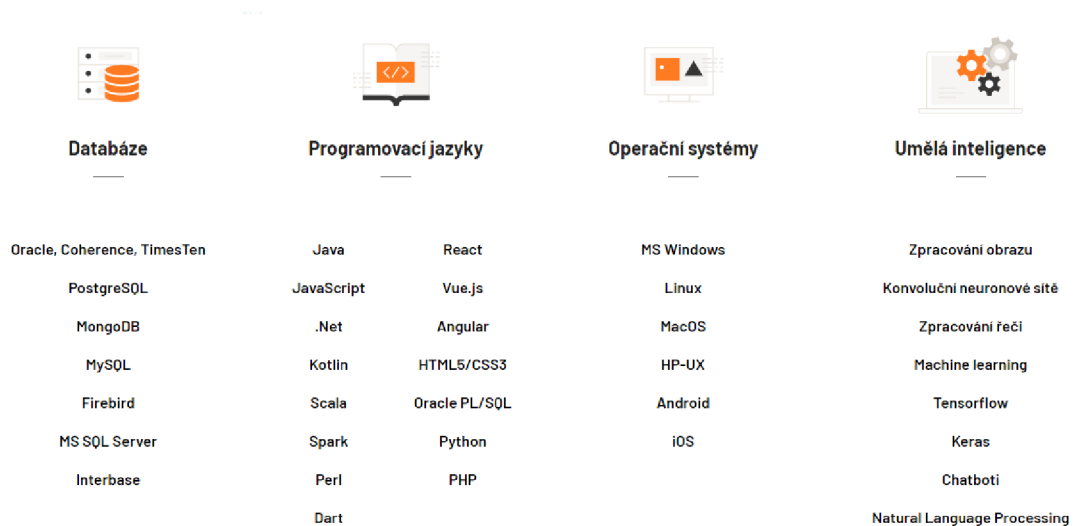 Databáze
Oracle, Coherence, TimesTen
PostgreSQL
MongoDB
MySQL
Firebird
MS SQL Server
Interbase
</>
Programovací jazyky
Java
JavaScript
.Net
Kotlin
Scala
Spark
Perl
Dart
React
Vue.js
Angular
HTML5/CSS3
Oracle PL/SQL
Python
PHP
Operační systémy
MS Windows
Linux
MacOS
HP-UX
Android
iOS
Umělá inteligence
Zpracování obrazu
Konvoluční neuronové sítě
Zpracování řeči
Machine learning
Tensorflow
Keras
Chatboti
Natural Language Processing